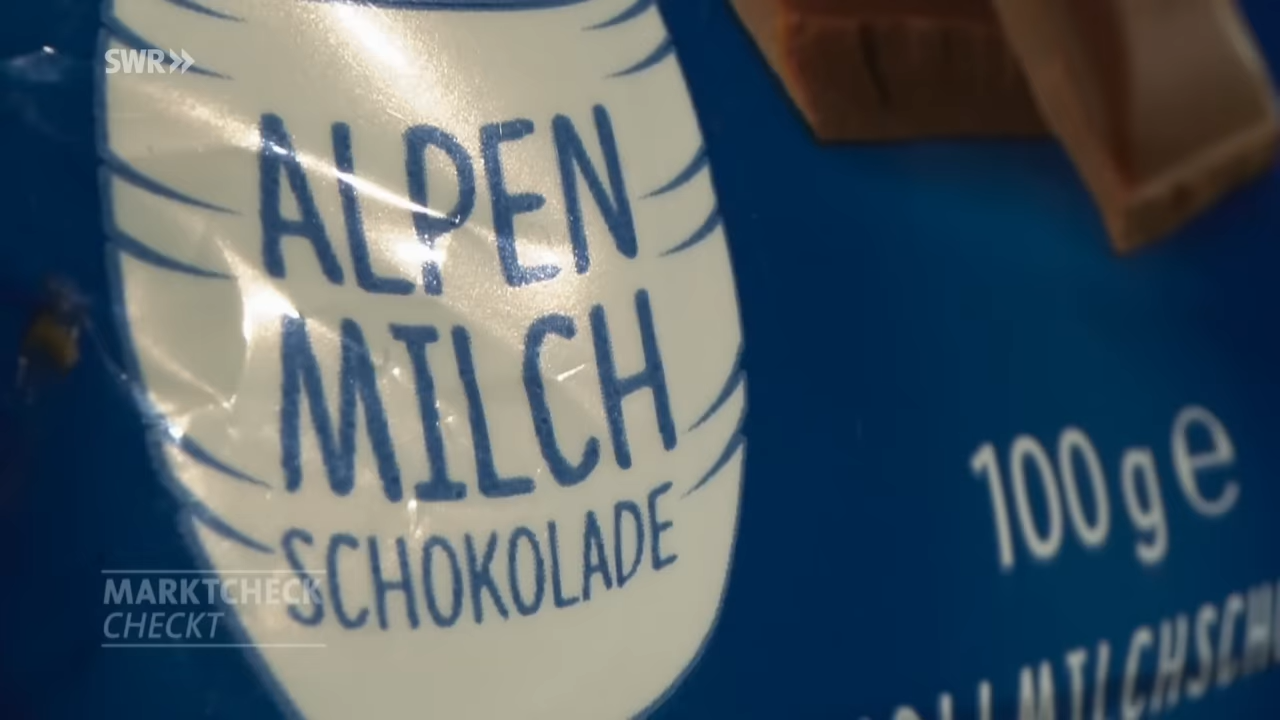 SWR»
ALPEN
MILCH
SCHOKOLADE
100 g e
MARKTCHECK
CHECKT